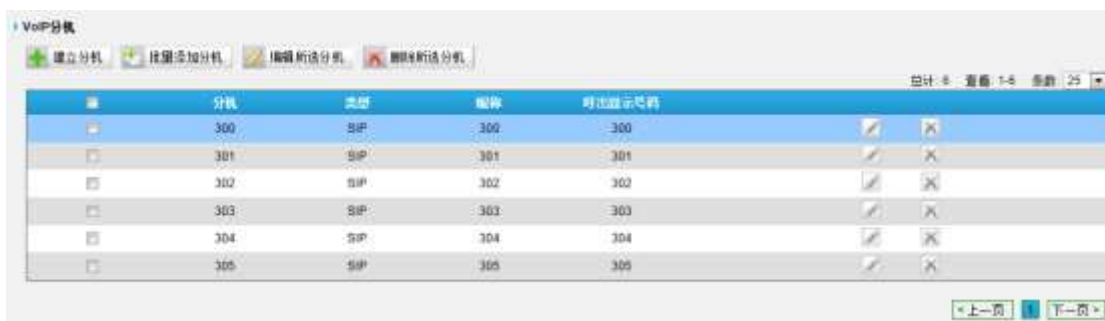 VoIP分机
建立分机 批量添加分机 编辑所选分机 删除所选分机
总计: 6 查看: 1-6 条数: 25
分机 类型 昵称 呼出显示号码
300 SIP 300 300
301 SIP 301 301
302 SIP 302 302
303 SIP 303 303
304 SIP 304 304
305 SIP 305 305
<上一页 1 下一页>